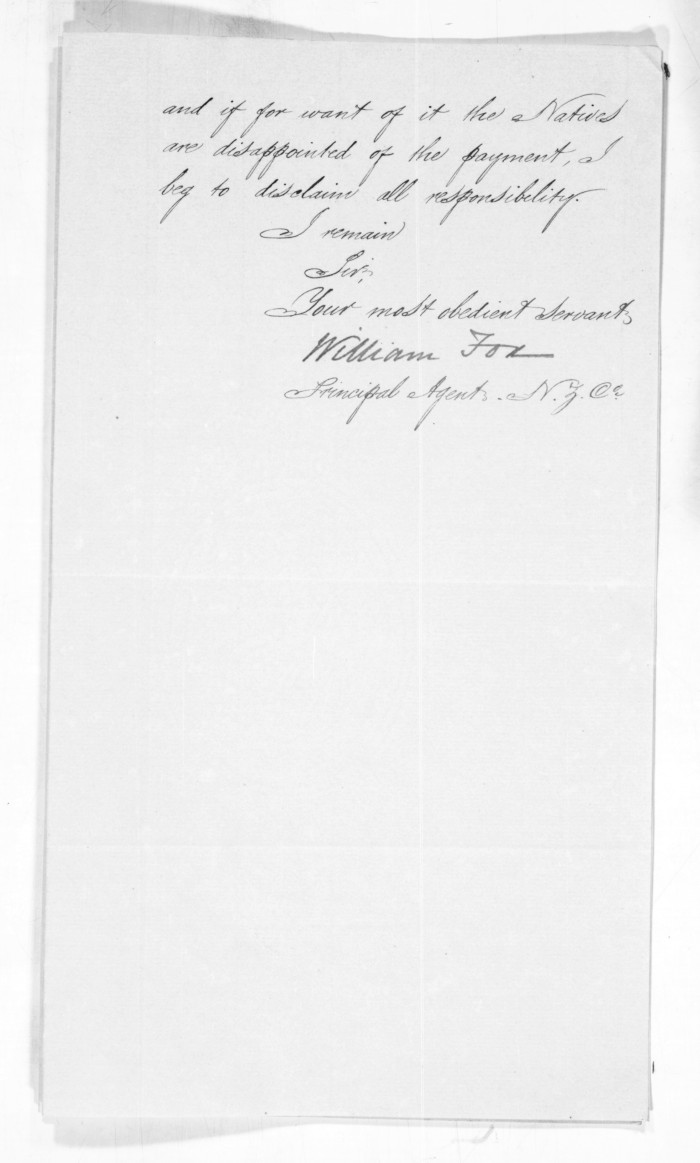 and if for want of it the Natives
are disappointed of the payment, I
beg to disclaim all responsibility.
I remain
Sir,
Your most obedient servant,
William Fox
Principal Agent. N. Z. Co.